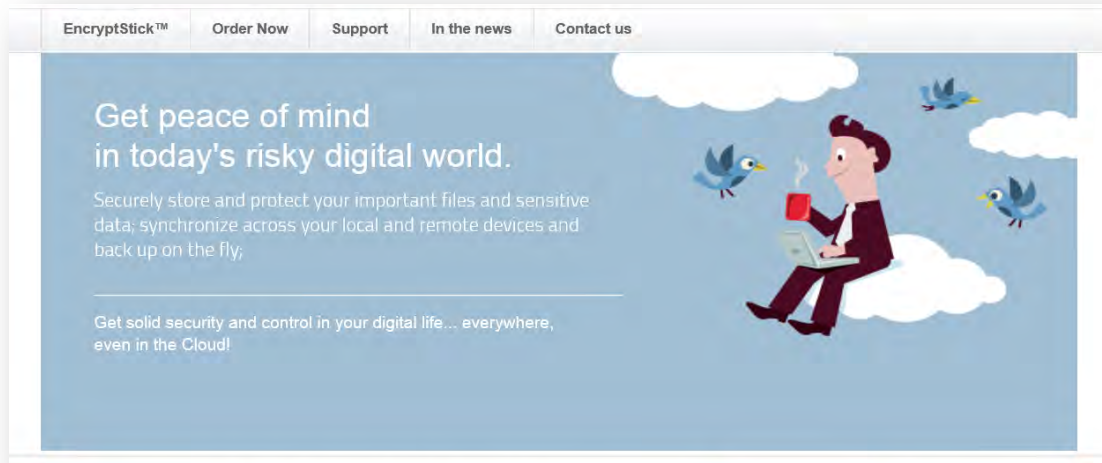 EncryptStick™ Order Now Support In the news Contact us
Get peace of mind
in today's risky digital world.
Securely store and protect your important files and sensitive
data; synchronize across your local and remote devices and
back up on the fly;
Get solid security and control in your digital life... everywhere,
even in the Cloud!